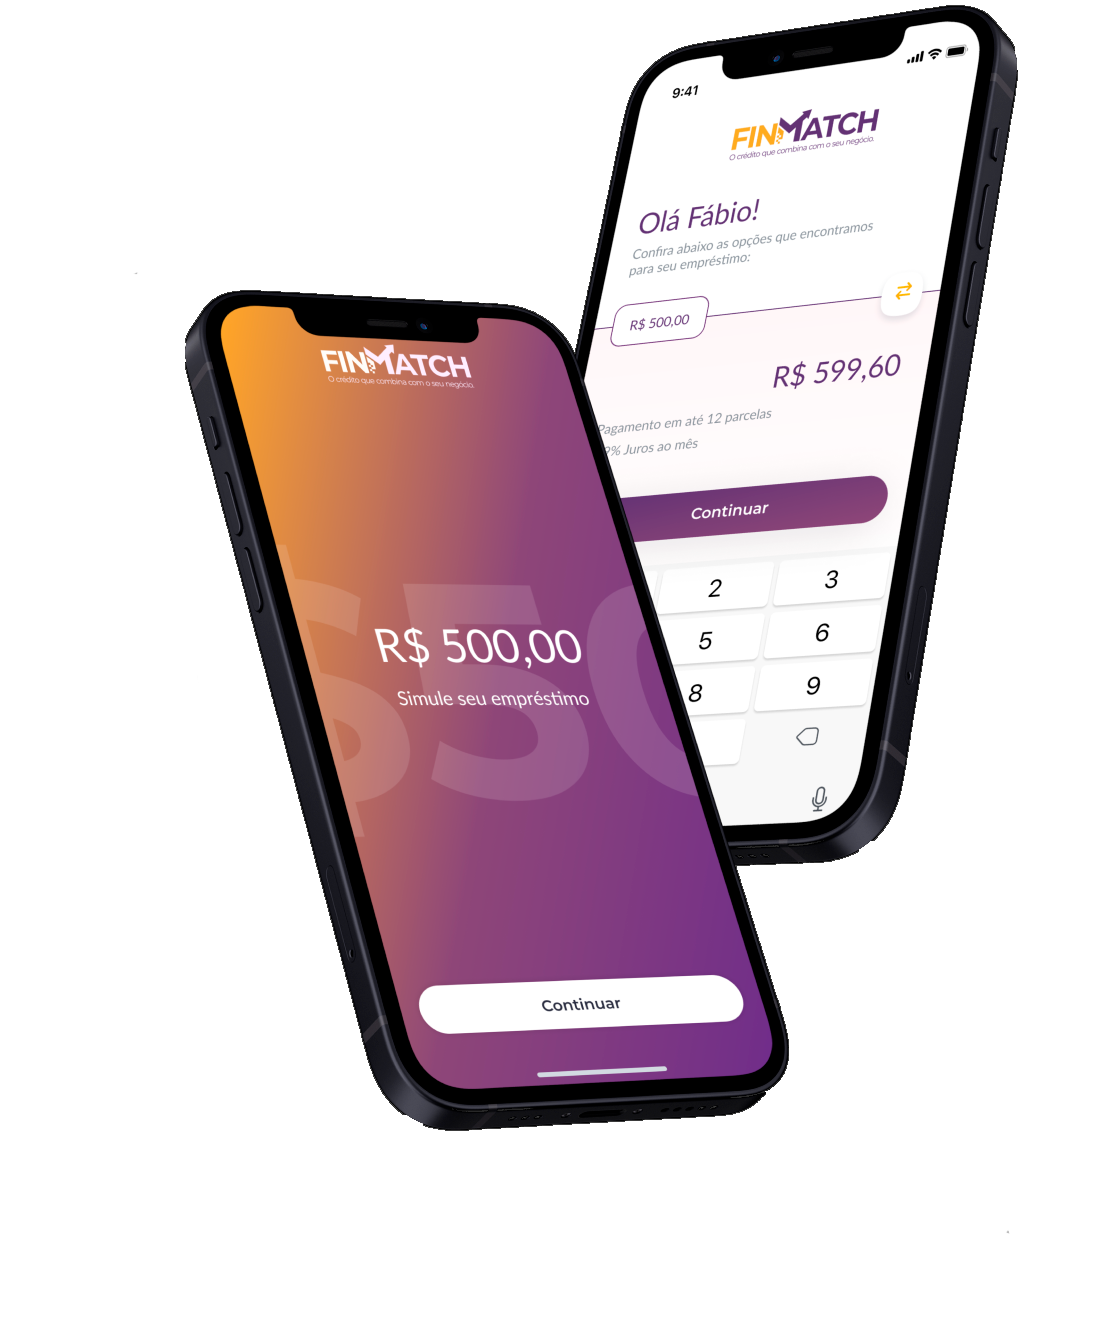 FINMATCH
O crédito que combina com o seu negócio.
R$ 500,00
Simule seu empréstimo
$50
Continuar
9:41
FINMATCH
O crédito que combina com o seu negócio.
Olá Fábio!
Confira abaixo as opções que encontramos
para seu empréstimo:
R$ 500,00
R$ 599,60
Pagamento em até 12 parcelas
9% Juros ao mês
Continuar
2 3
5 6
8 9